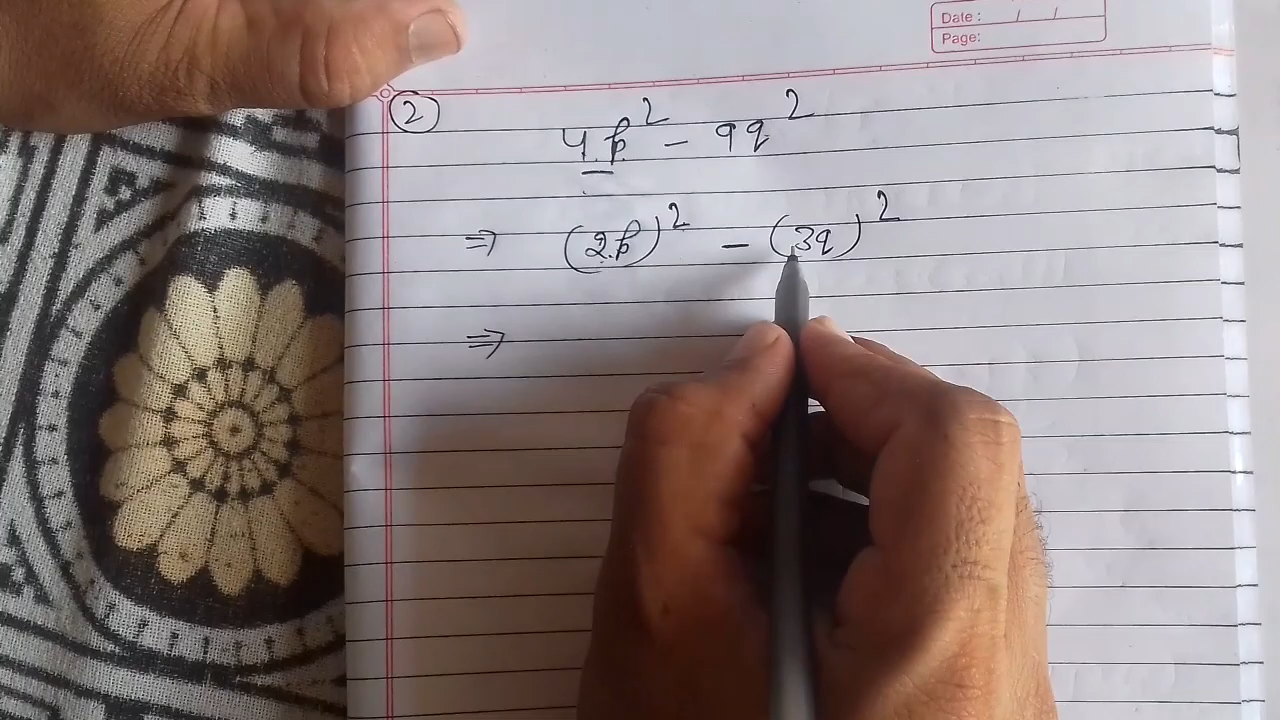 Date : / /
Page:
② 4p² - 9q²
⇒ (2p)² - (3q)²
⇒